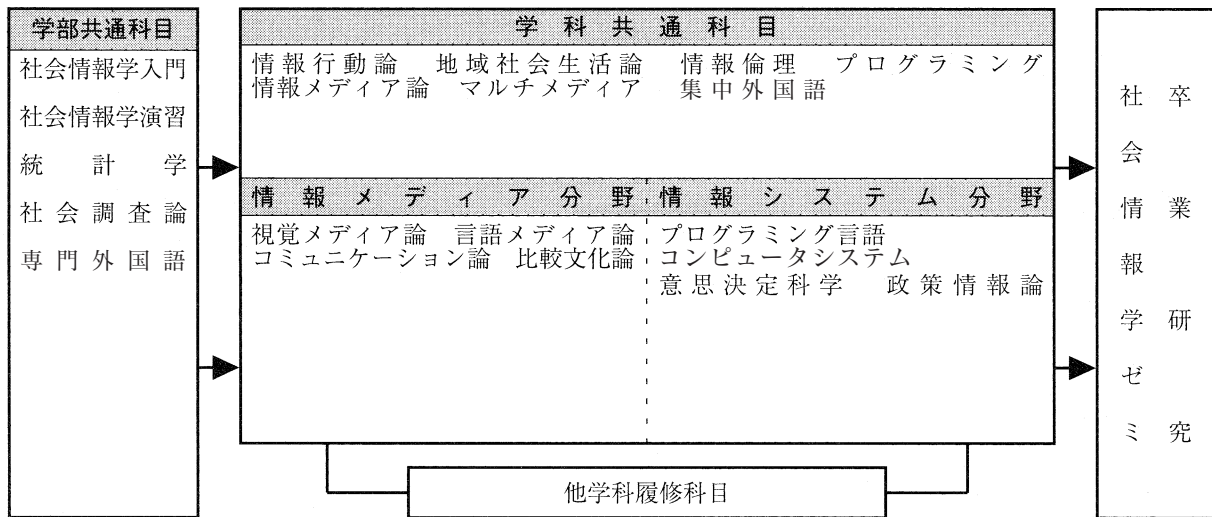 学部共通科目
社会情報学入門
社会情報学演習
統計学
社会調査論
専門外国語
学科共通科目
情報行動論 地域社会生活論 情報倫理 プログラミング
情報メディア論 マルチメディア 集中外国語
情報メディア分野
視覚メディア論 言語メディア論
コミュニケーション論 比較文化論
情報システム分野
プログラミング言語
コンピュータシステム
意思決定科学 政策情報論
他学科履修科目
社会情報学ゼミ
卒業研究